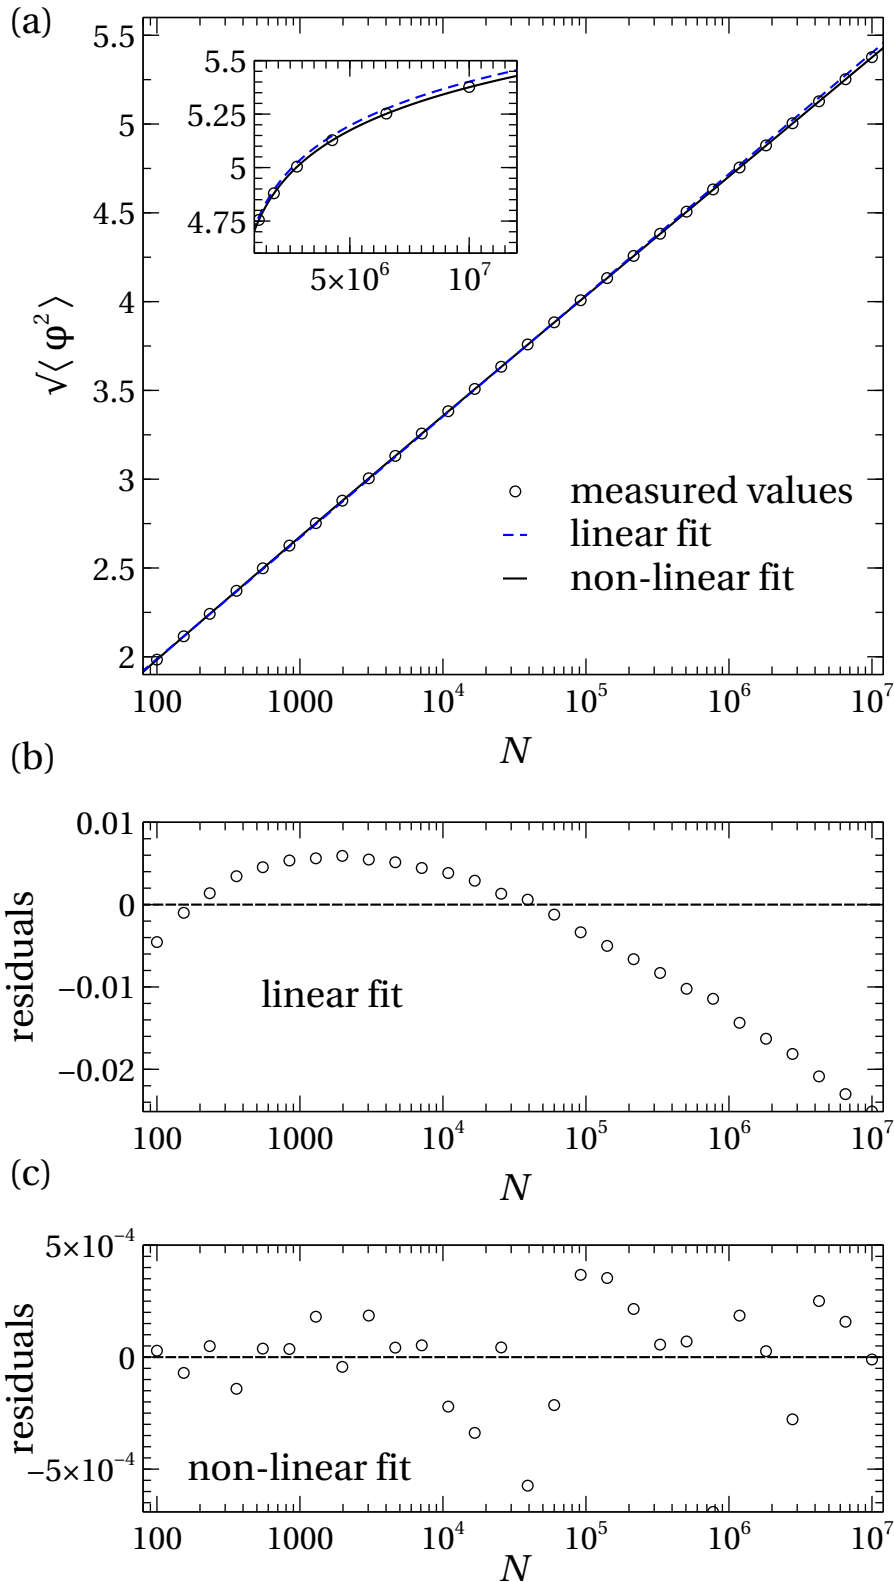 (a)
5.5
5
4.5
4
3.5
3
2.5
2
√⟨ φ² ⟩
5.5
5.25
5
4.75
5×10⁶ 10⁷
measured values
linear fit
non-linear fit
100 1000 10⁴ 10⁵ 10⁶ 10⁷
N
(b)
0.01
0
−0.01
−0.02
residuals
linear fit
100 1000 10⁴ 10⁵ 10⁶ 10⁷
N
(c)
5×10⁻⁴
0
−5×10⁻⁴
residuals
non-linear fit
100 1000 10⁴ 10⁵ 10⁶ 10⁷
N